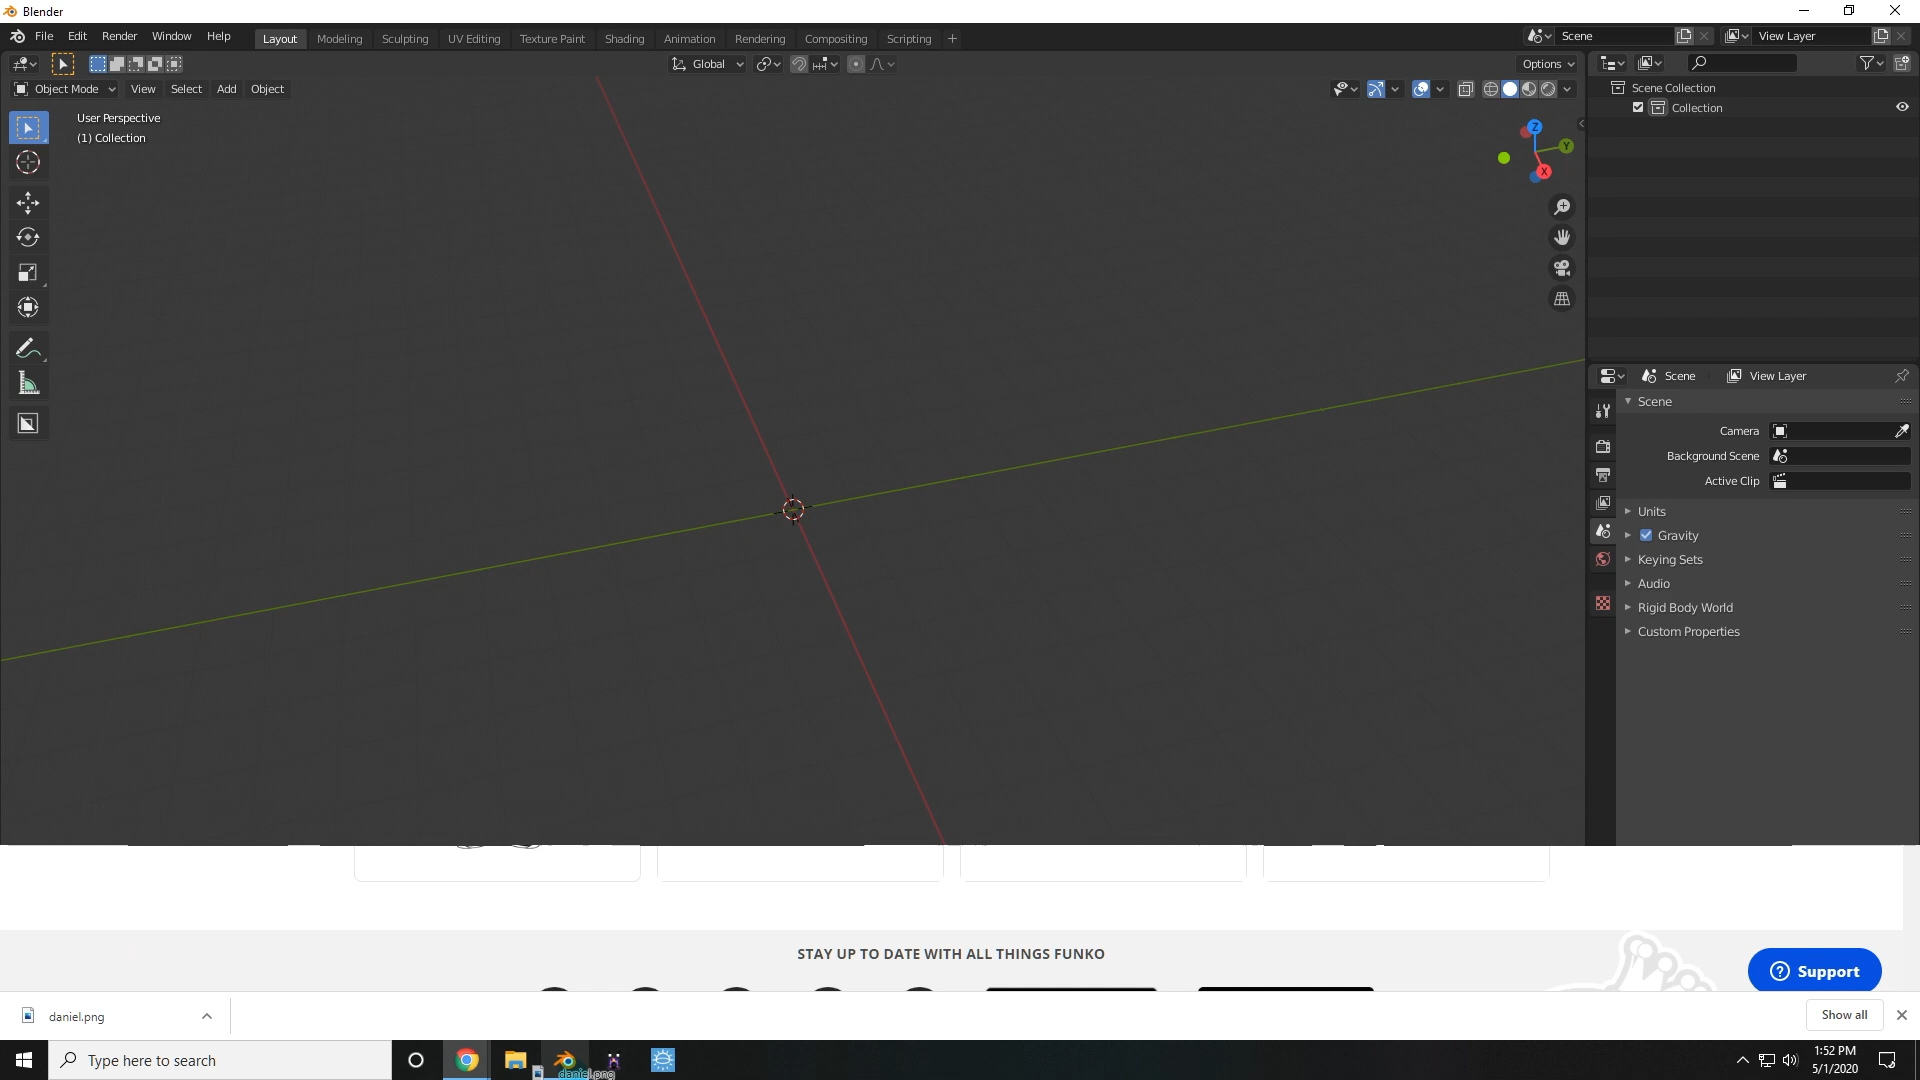 Blender
File Edit Render Window Help Layout Modeling Sculpting UV Editing Texture Paint Shading Animation Rendering Compositing Scripting + Scene View Layer
Global Options
Object Mode View Select Add Object
User Perspective
(1) Collection
Z
Y
X
Scene Collection
Collection
Scene View Layer
Scene
Camera
Background Scene
Active Clip
Units
Gravity
Keying Sets
Audio
Rigid Body World
Custom Properties
STAY UP TO DATE WITH ALL THINGS FUNKO
Support
daniel.png
Show all
Type here to search
daniel.png
1:52 PM
5/1/2020